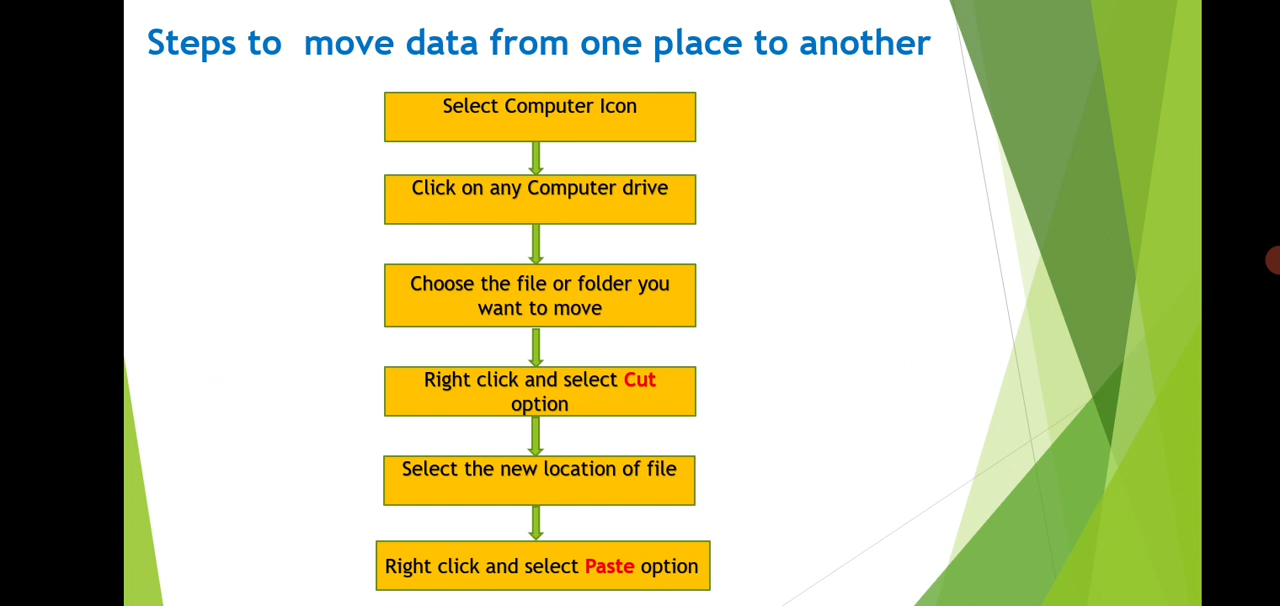 Steps to move data from one place to another
Select Computer Icon
Click on any Computer drive
Choose the file or folder you
want to move
Right click and select Cut
option
Select the new location of file
Right click and select Paste option